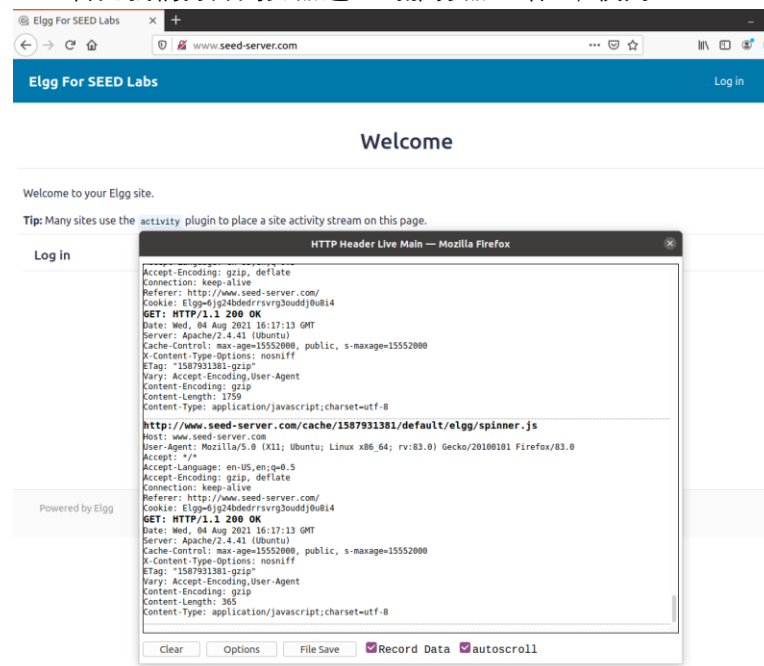 Elgg For SEED Labs
www.seed-server.com
Elgg For SEED Labs
Log in
Welcome
Welcome to your Elgg site.
Tip: Many sites use the activity plugin to place a site activity stream on this page.
Log in
HTTP Header Live Main — Mozilla Firefox
Accept-Encoding: gzip, deflate
Connection: keep-alive
Referer: http://www.seed-server.com/
Cookie: Elgg=6jg24bdedrrsvrg3ouddj0u8i4
GET: HTTP/1.1 200 OK
Date: Wed, 04 Aug 2021 16:17:13 GMT
Server: Apache/2.4.41 (Ubuntu)
Cache-Control: max-age=15552000, public, s-maxage=15552000
X-Content-Type-Options: nosniff
ETag: "1587931381-gzip"
Vary: Accept-Encoding,User-Agent
Content-Encoding: gzip
Content-Length: 1759
Content-Type: application/javascript;charset=utf-8
http://www.seed-server.com/cache/1587931381/default/elgg/spinner.js
Host: www.seed-server.com
User-Agent: Mozilla/5.0 (X11; Ubuntu; Linux x86_64; rv:83.0) Gecko/20100101 Firefox/83.0
Accept: */*
Accept-Language: en-US,en;q=0.5
Accept-Encoding: gzip, deflate
Connection: keep-alive
Referer: http://www.seed-server.com/
Cookie: Elgg=6jg24bdedrrsvrg3ouddj0u8i4
GET: HTTP/1.1 200 OK
Date: Wed, 04 Aug 2021 16:17:13 GMT
Server: Apache/2.4.41 (Ubuntu)
Cache-Control: max-age=15552000, public, s-maxage=15552000
X-Content-Type-Options: nosniff
ETag: "1587931381-gzip"
Vary: Accept-Encoding,User-Agent
Content-Encoding: gzip
Content-Length: 365
Content-Type: application/javascript;charset=utf-8
Powered by Elgg
Clear Options File Save Record Data autoscroll